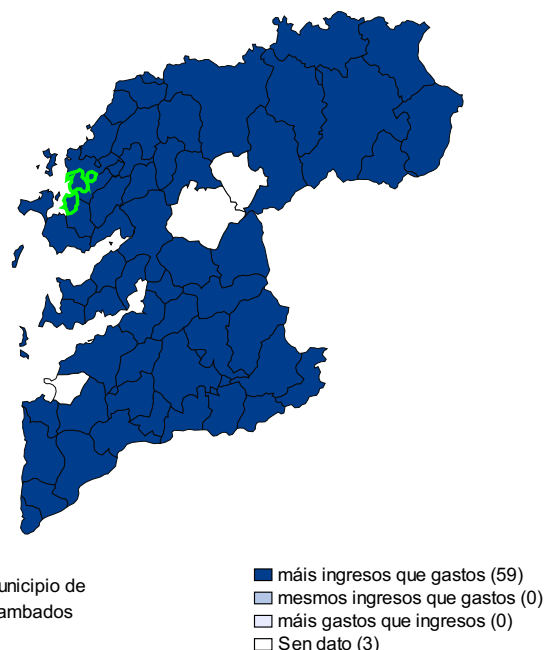 unicipio de
ambados
máis ingresos que gastos (59)
mesmos ingresos que gastos (0)
máis gastos que ingresos (0)
Sen dato (3)